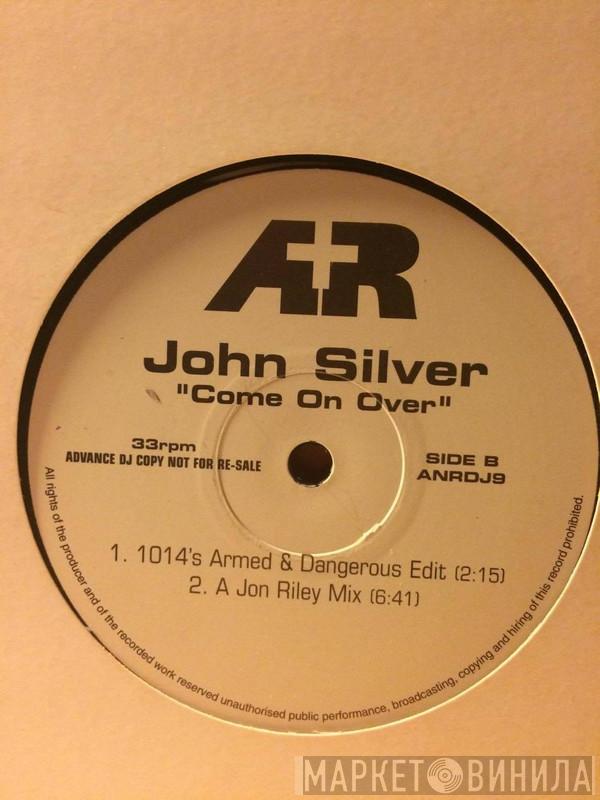 A+R
John Silver
"Come On Over"
33rpm
ADVANCE DJ COPY NOT FOR RE-SALE
SIDE B
ANRDJ9
1. 1014's Armed & Dangerous Edit (2:15)
2. A Jon Riley Mix (6:41)
All rights of the producer and of the recorded work reserved unauthorised public performance, broadcasting, copying and hiring of this record prohibited.
МАРКЕТ ВИНИЛА